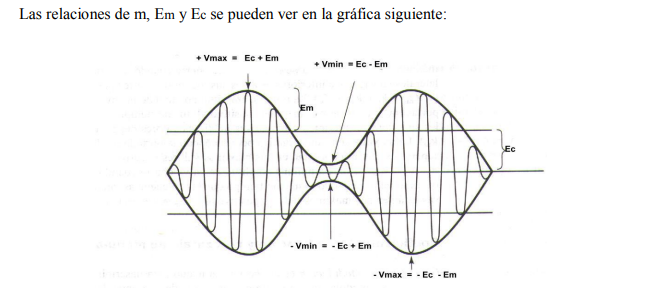 Las relaciones de m, Em y Ec se pueden ver en la gráfica siguiente:
+ Vmax = Ec + Em
+ Vmin = Ec - Em
Em
Ec
- Vmin = - Ec + Em
- Vmax = - Ec - Em